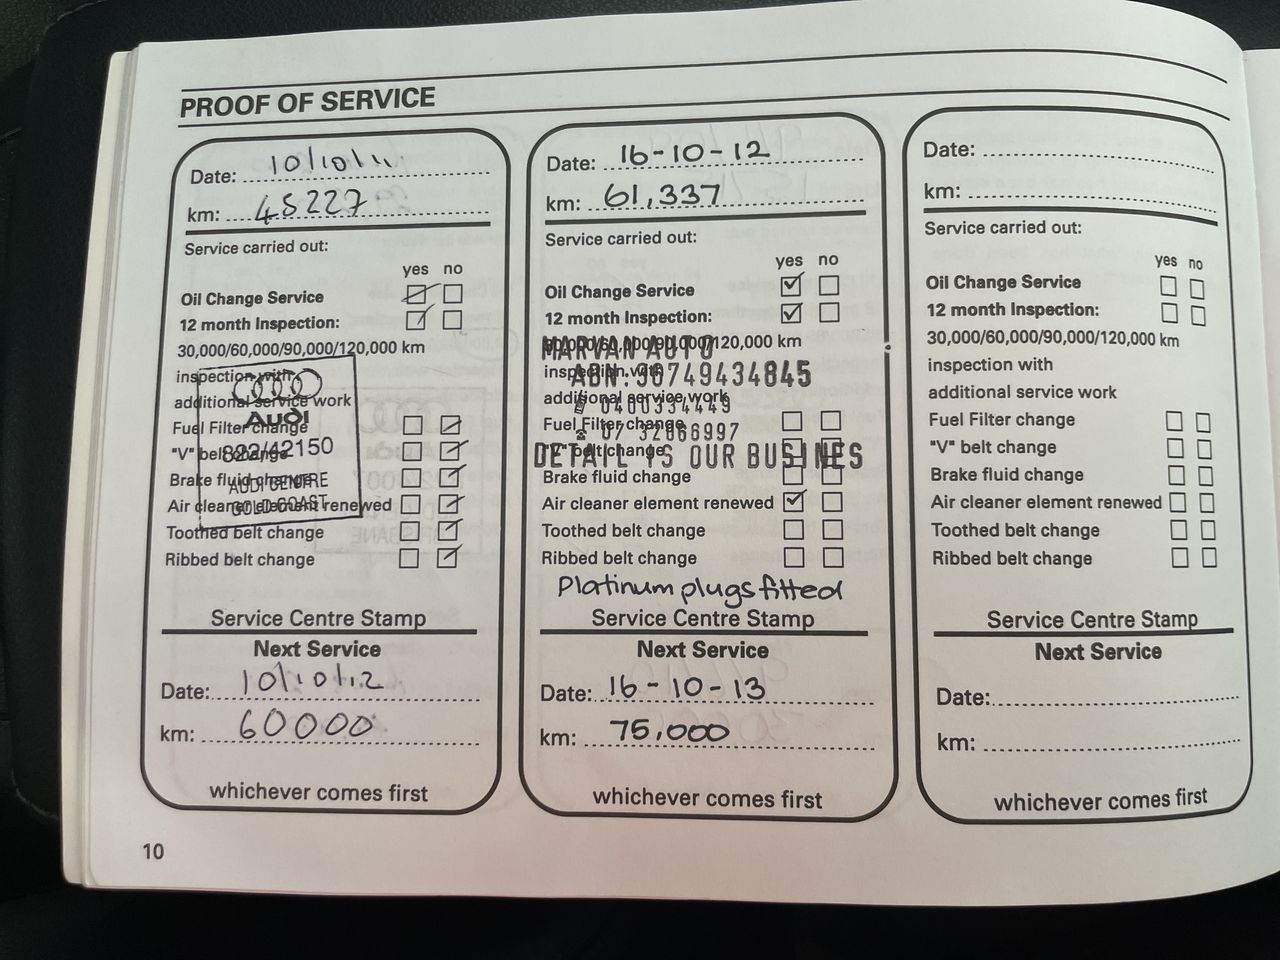 PROOF OF SERVICE
Date: 10/10/11
km: 45227
Service carried out:
yes no
Oil Change Service
12 month Inspection:
30,000/60,000/90,000/120,000 km
inspection with
additional service work
Fuel Filter change
"V" belt change
Brake fluid change
Air cleaner element renewed
Toothed belt change
Ribbed belt change
Audi
822/42150
AUDI CENTRE
GOLD COAST
Service Centre Stamp
Next Service
Date: 10/10/12
km: 60000
whichever comes first
Date: 16-10-12
km: 61,337
Service carried out:
yes no
Oil Change Service
12 month Inspection:
30,000/60,000/90,000/120,000 km
inspection with
additional service work
Fuel Filter change
"V" belt change
Brake fluid change
Air cleaner element renewed
Toothed belt change
Ribbed belt change
MARVAN AUTO
ABN:
0400334449
07 32066997
DETAIL IS OUR BUSINES
Platinum plugs fitted
Service Centre Stamp
Next Service
Date: 16-10-13
km: 75,000
whichever comes first
Date:
km:
Service carried out:
yes no
Oil Change Service
12 month Inspection:
30,000/60,000/90,000/120,000 km
inspection with
additional service work
Fuel Filter change
"V" belt change
Brake fluid change
Air cleaner element renewed
Toothed belt change
Ribbed belt change
Service Centre Stamp
Next Service
Date:
km:
whichever comes first
10